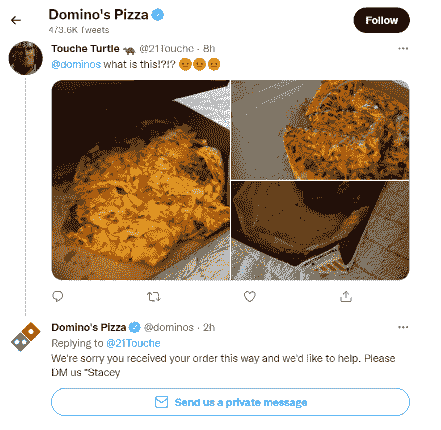 Domino's Pizza
473.6K Tweets
Follow
Touche Turtle @21Touche · 8h
@dominos what is this!?!?
Domino's Pizza @dominos · 2h
Replying to @21Touche
We're sorry you received your order this way and we'd like to help. Please
DM us *Stacey
Send us a private message